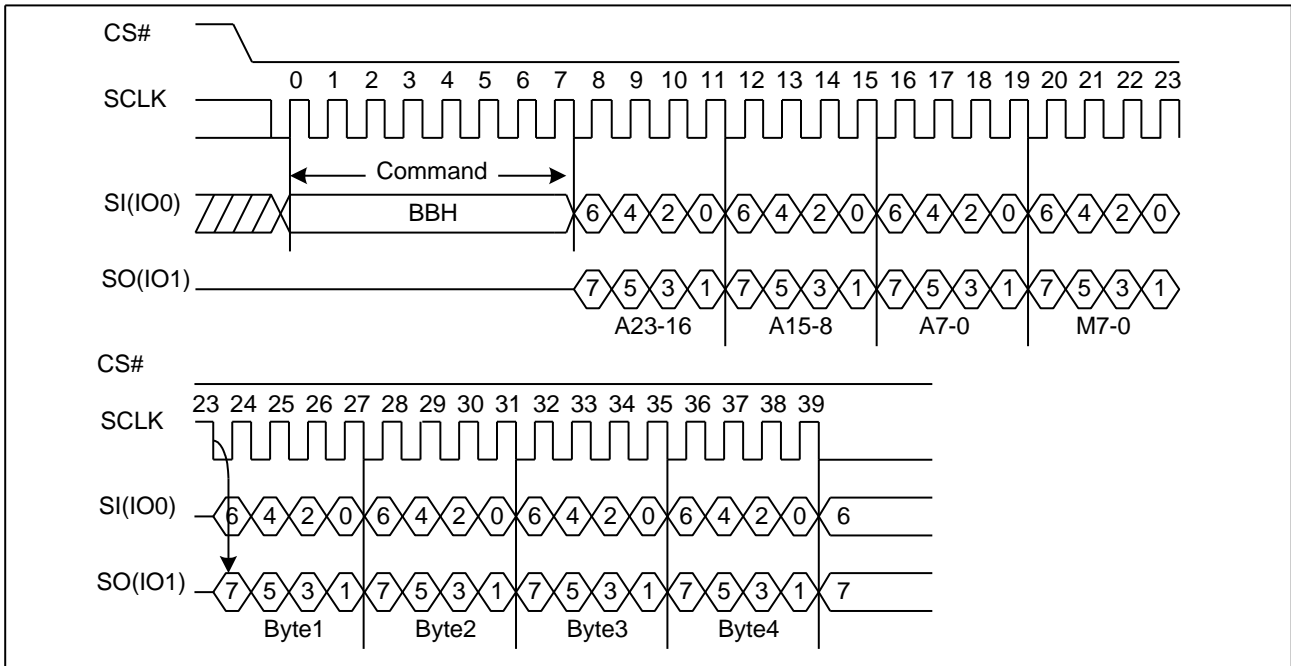 CS#
0 1 2 3 4 5 6 7 8 9 10 11 12 13 14 15 16 17 18 19 20 21 22 23
SCLK
Command
SI(IO0) BBH 6 4 2 0 6 4 2 0 6 4 2 0 6 4 2 0
SO(IO1) 7 5 3 1 7 5 3 1 7 5 3 1 7 5 3 1
A23-16 A15-8 A7-0 M7-0
CS#
23 24 25 26 27 28 29 30 31 32 33 34 35 36 37 38 39
SCLK
SI(IO0) 6 4 2 0 6 4 2 0 6 4 2 0 6 4 2 0 6
SO(IO1) 7 5 3 1 7 5 3 1 7 5 3 1 7 5 3 1 7
Byte1 Byte2 Byte3 Byte4